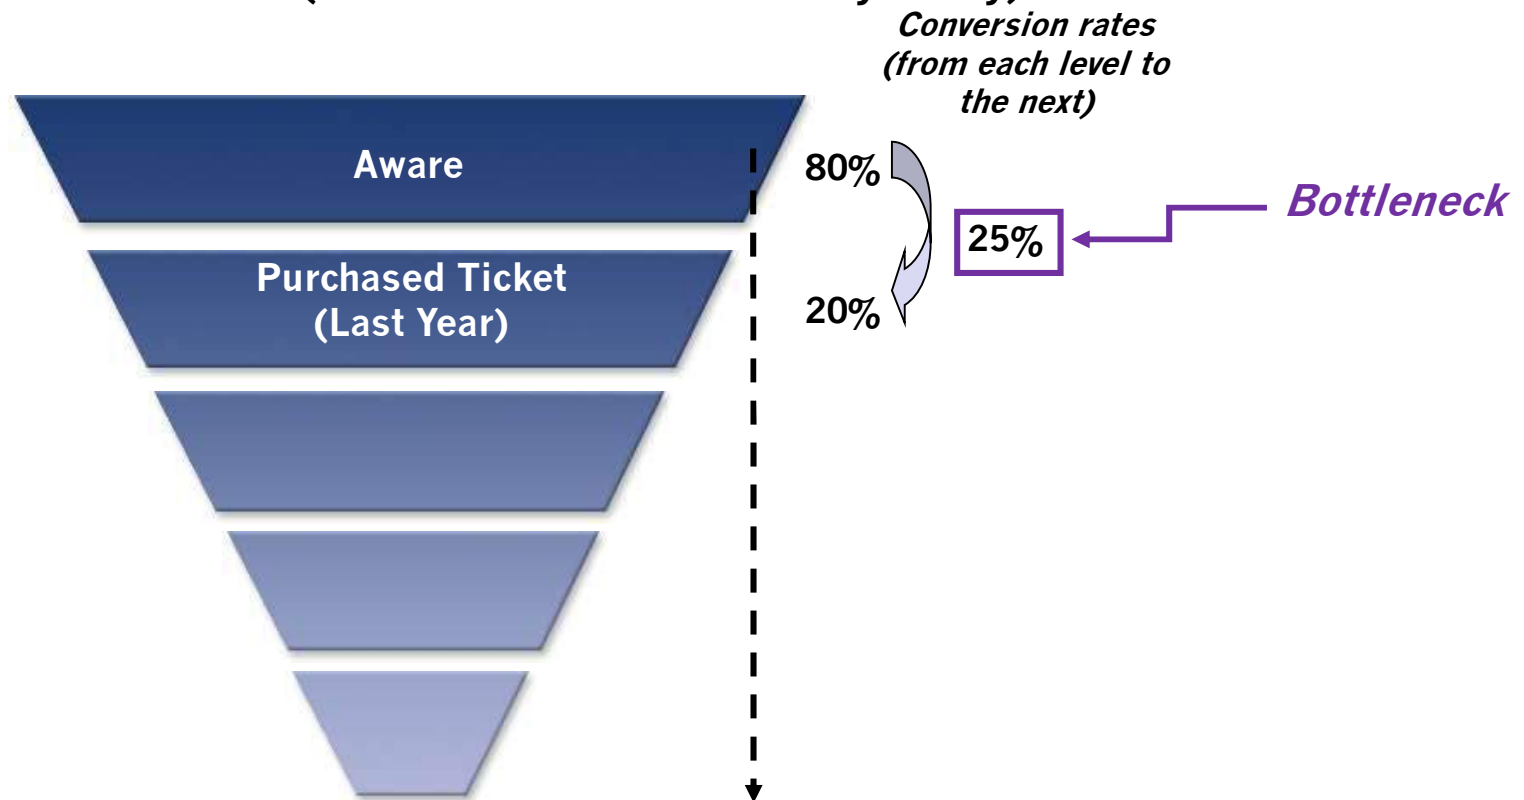 Conversion rates
(from each level to
the next)
Aware
80%
25%
Bottleneck
Purchased Ticket
(Last Year)
20%